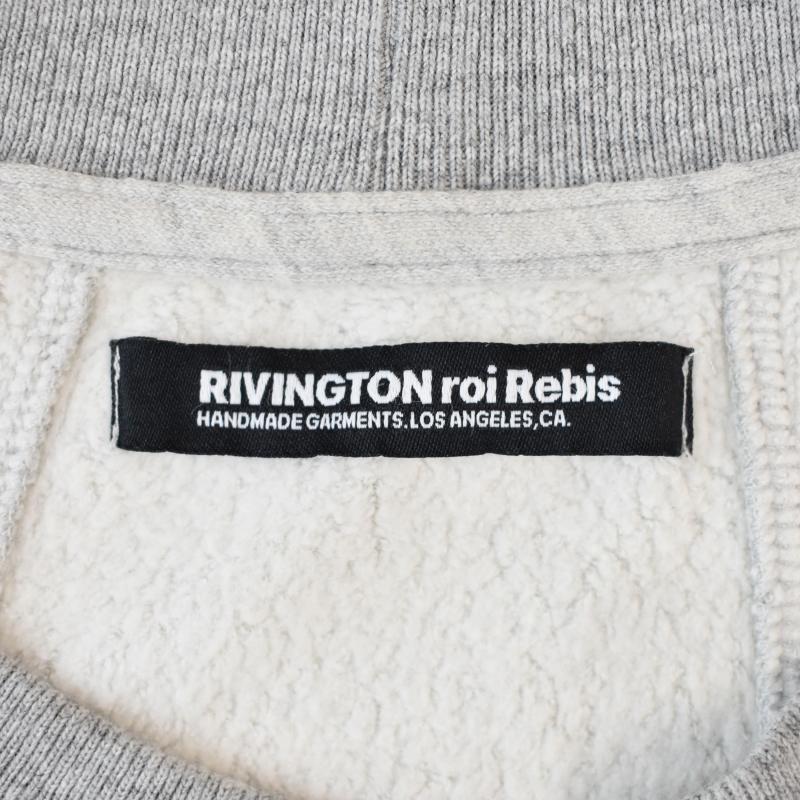 RIVINGTON roi Rebis
HANDMADE GARMENTS.LOS ANGELES,CA.